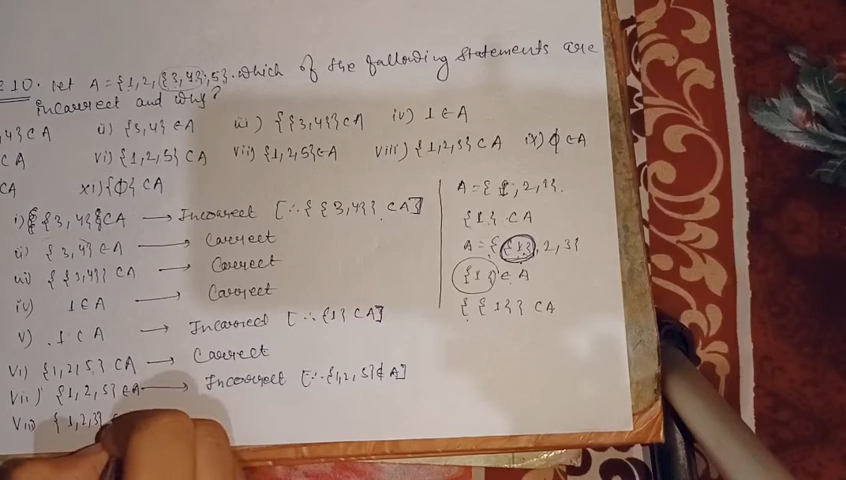 E 10. Let A = {1, 2, {3, 4}, 5}. Which of the following statements are
incorrect and why?
,4} ⊂ A ii) {3, 4} ∈ A iii) {{3, 4}} ⊂ A iv) 1 ∈ A
⊂ A vi) {1, 2, 5} ⊂ A vii) {1, 2, 5} ∈ A viii) {1, 2, 3} ⊂ A ix) ϕ ∈ A
⊂ A xi) {ϕ} ⊂ A
i) {3, 4} ⊂ A → Incorrect [∵ {{3, 4}} ⊂ A]
ii) {3, 4} ∈ A → Correct
iii) {{3, 4}} ⊂ A → Correct
iv) 1 ∈ A → Correct
v) 1 ⊂ A → Incorrect [∵ {1} ⊂ A]
vi) {1, 2, 5} ⊂ A → Correct
vii) {1, 2, 5} ∈ A → Incorrect [∵ {1, 2, 5} ∉ A]
viii) {1, 2, 3}
A = {1, 2, 3}.
{1} ⊂ A
A = {{1}, 2, 3}
{1} ∈ A
{{1}} ⊂ A